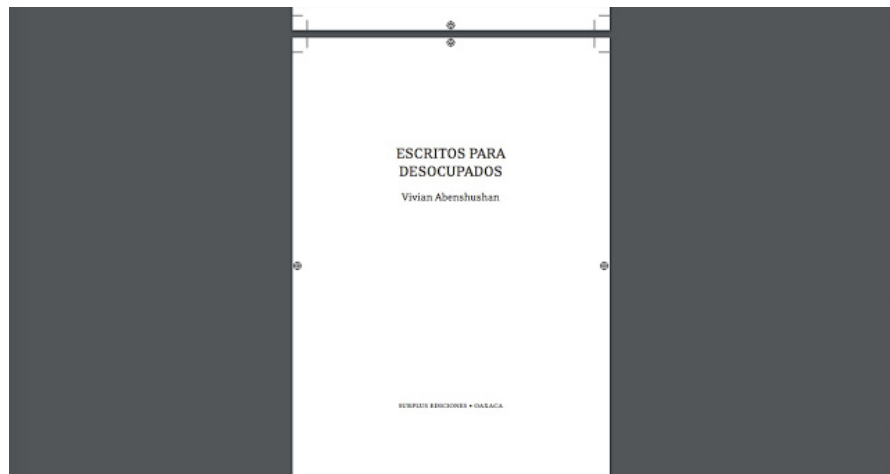 ESCRITOS PARA
DESOCUPADOS
Vivian Abenshushan
SURPLUS EDICIONES • OAXACA